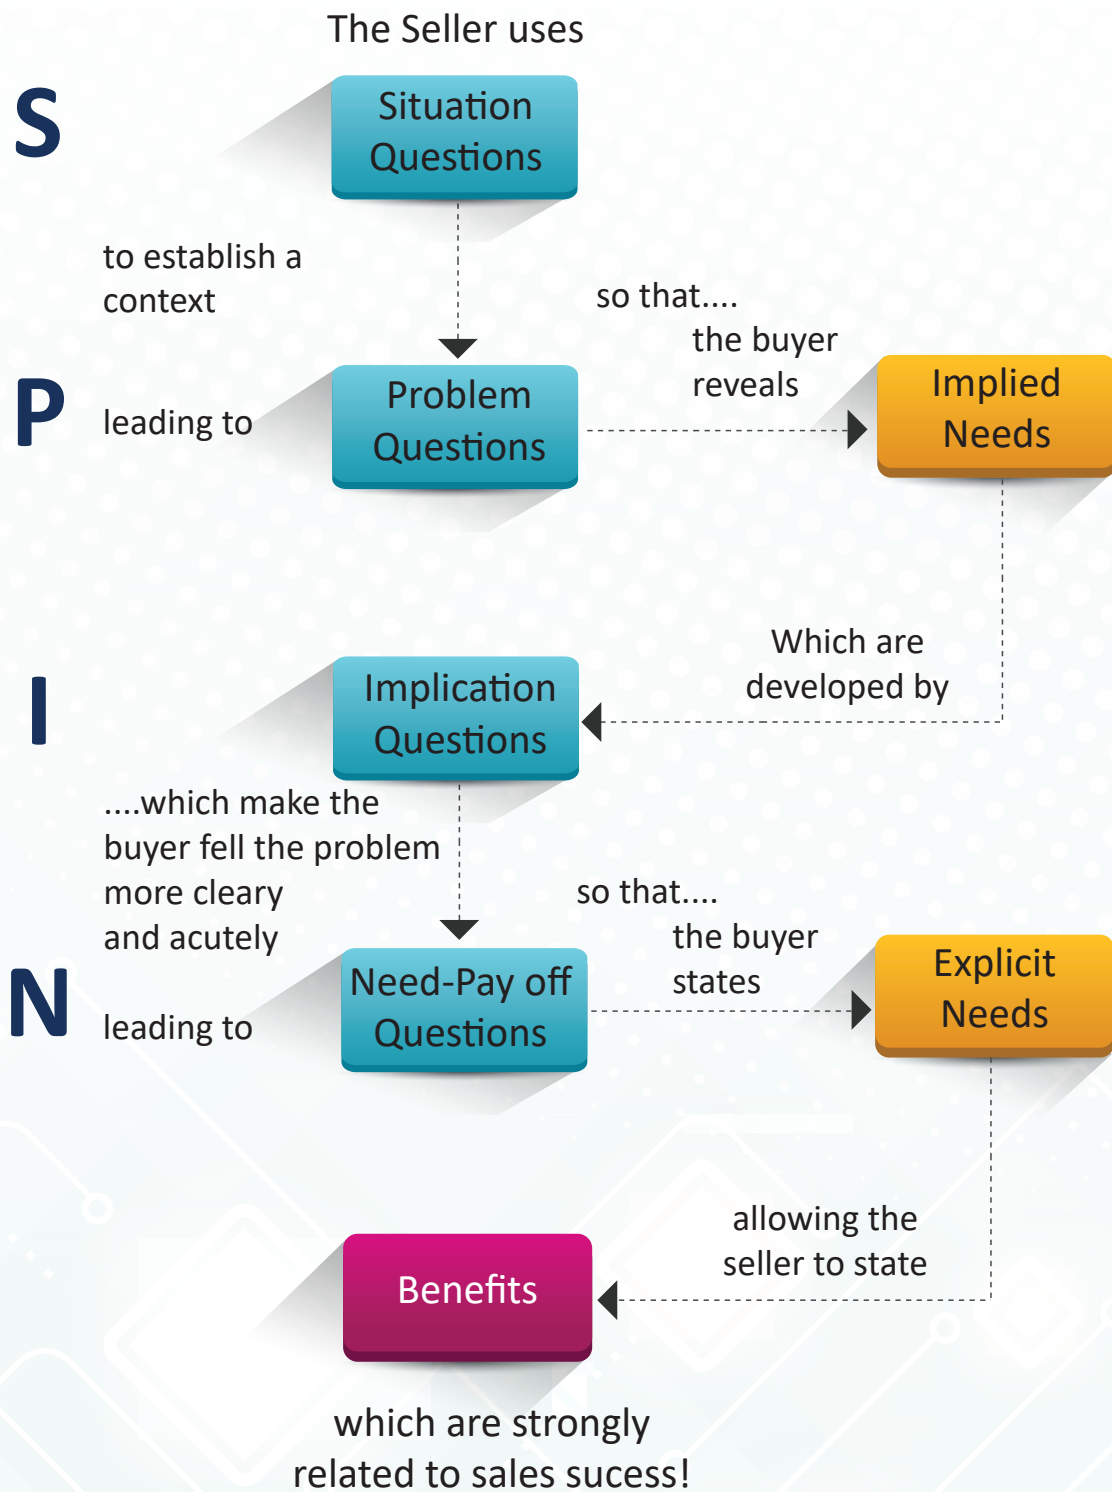 The Seller uses
S
Situation
Questions
to establish a
context
so that....
the buyer
reveals
P
leading to
Problem
Questions
Implied
Needs
Which are
developed by
I
Implication
Questions
....which make the
buyer fell the problem
more cleary
and acutely
so that....
the buyer
states
N
leading to
Need-Pay off
Questions
Explicit
Needs
allowing the
seller to state
Benefits
which are strongly
related to sales sucess!